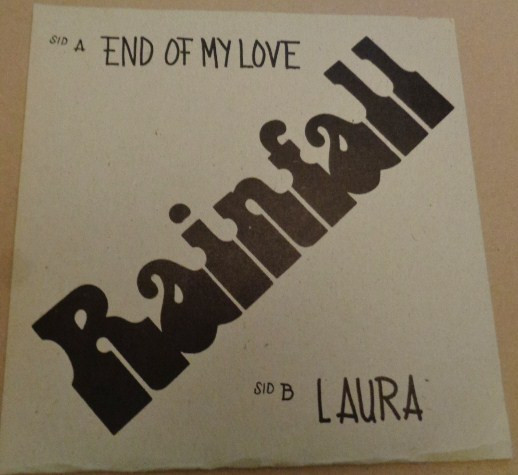 SID A END OF MY LOVE
Rainfall
SID B LAURA